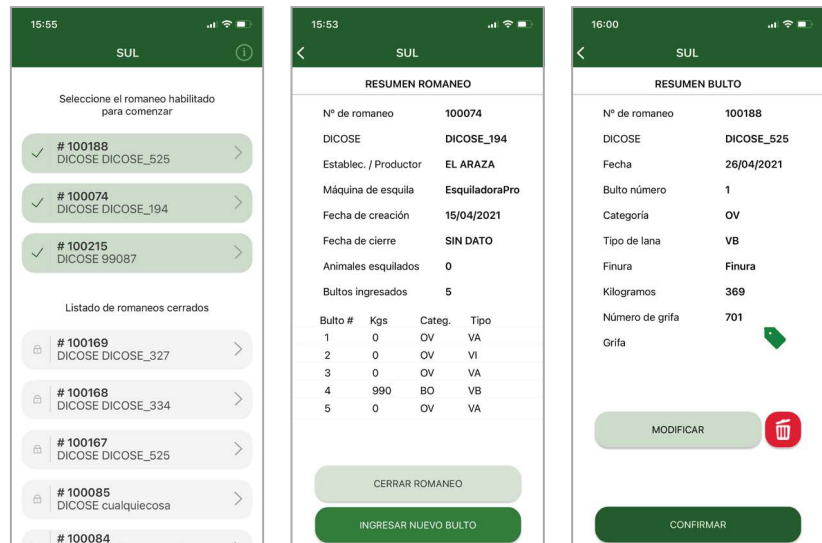 15:55
SUL
Seleccione el romaneo habilitado
para comenzar
# 100188
DICOSE DICOSE_525
# 100074
DICOSE DICOSE_194
# 100215
DICOSE 99087
Listado de romaneos cerrados
# 100169
DICOSE DICOSE_327
# 100168
DICOSE DICOSE_334
# 100167
DICOSE DICOSE_525
# 100085
DICOSE cualquiecosa
# 100084
15:53
SUL
RESUMEN ROMANEO
Nº de romaneo 100074
DICOSE DICOSE_194
Establec. / Productor EL ARAZA
Máquina de esquila EsquiladoraPro
Fecha de creación 15/04/2021
Fecha de cierre SIN DATO
Animales esquilados 0
Bultos ingresados 5
Bulto # Kgs Categ. Tipo
1 0 OV VA
2 0 OV VI
3 0 OV VA
4 990 BO VB
5 0 OV VA
CERRAR ROMANEO
INGRESAR NUEVO BULTO
16:00
SUL
RESUMEN BULTO
Nº de romaneo 100188
DICOSE DICOSE_525
Fecha 26/04/2021
Bulto número 1
Categoría OV
Tipo de lana VB
Finura Finura
Kilogramos 369
Número de grifa 701
Grifa
MODIFICAR
CONFIRMAR